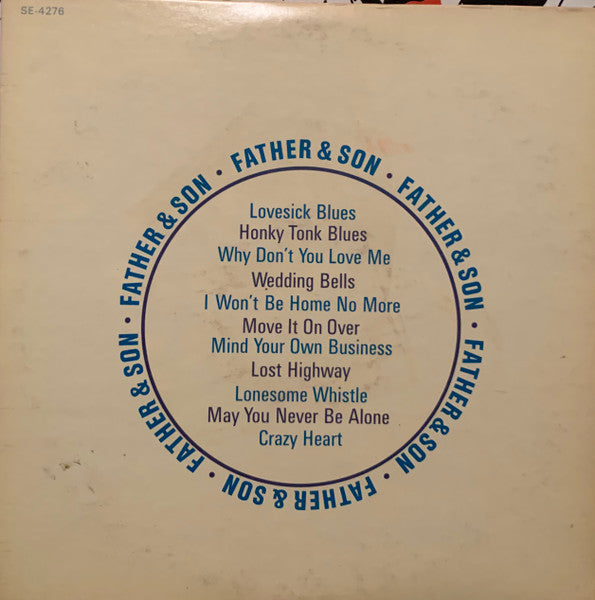 SE-4276
FATHER & SON • FATHER & SON • FATHER & SON • FATHER & SON • FATHER & SON • FATHER & SON •
Lovesick Blues
Honky Tonk Blues
Why Don't You Love Me
Wedding Bells
I Won't Be Home No More
Move It On Over
Mind Your Own Business
Lost Highway
Lonesome Whistle
May You Never Be Alone
Crazy Heart